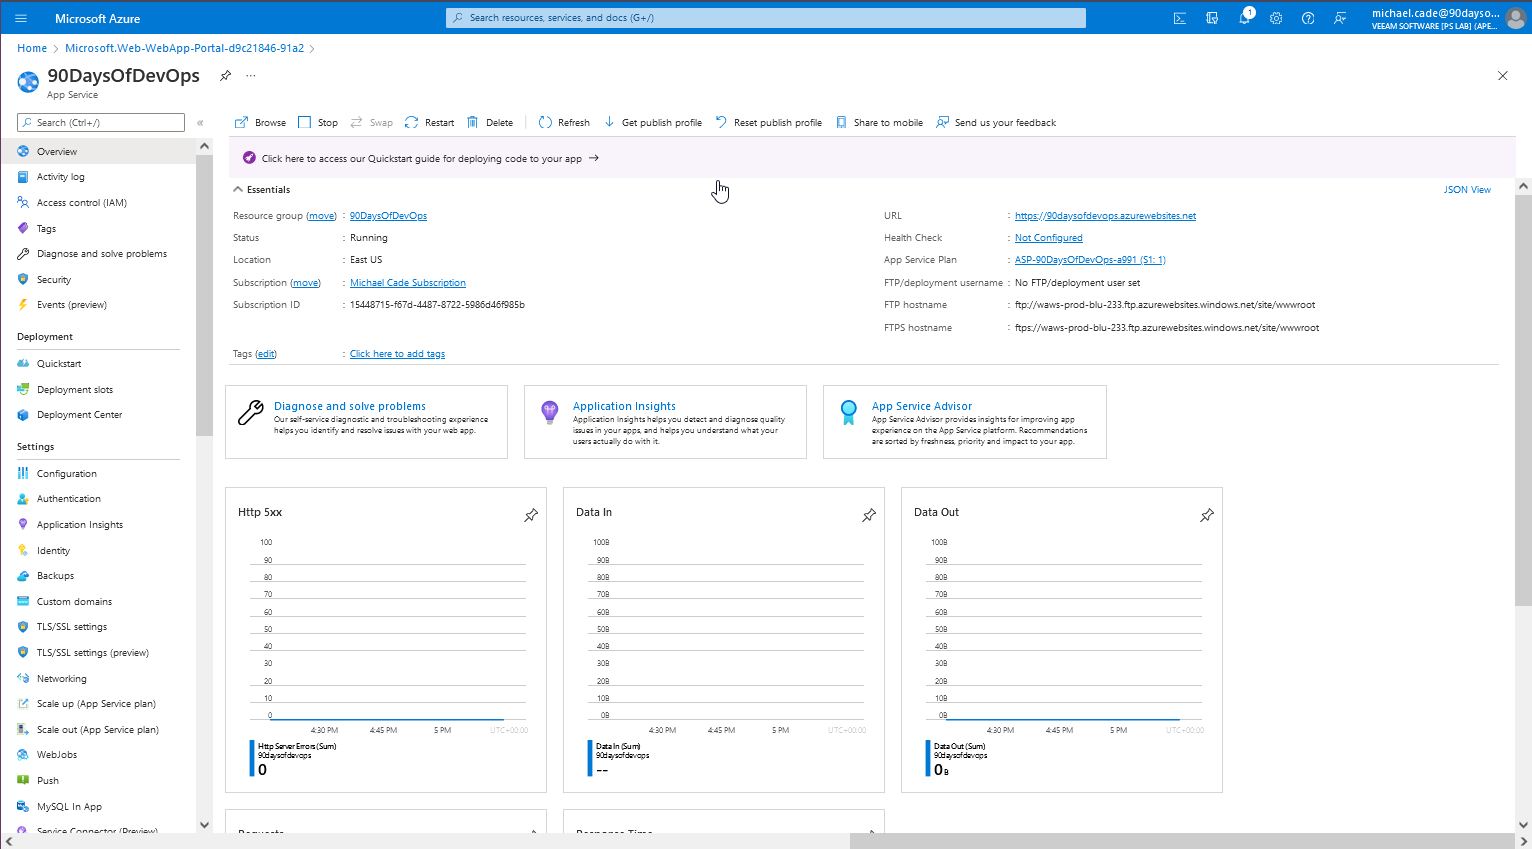 Microsoft Azure
Search resources, services, and docs (G+/)
1
michael.cade@90dayso...
VEEAM SOFTWARE [PS LAB] (APE...
Home > Microsoft.Web-WebApp-Portal-d9c21846-91a2 >
90DaysOfDevOps
...
App Service
Search (Ctrl+/)
«
Browse Stop Swap Restart Delete Refresh Get publish profile Reset publish profile Share to mobile Send us your feedback
Overview
Activity log
Access control (IAM)
Tags
Diagnose and solve problems
Security
Events (preview)
Deployment
Quickstart
Deployment slots
Deployment Center
Settings
Configuration
Authentication
Application Insights
Identity
Backups
Custom domains
TLS/SSL settings
TLS/SSL settings (preview)
Networking
Scale up (App Service plan)
Scale out (App Service plan)
WebJobs
Push
MySQL In App
Service Connector (Preview)
Click here to access our Quickstart guide for deploying code to your app →
Essentials
JSON View
Resource group (move) : 90DaysOfDevOps
Status : Running
Location : East US
Subscription (move) : Michael Cade Subscription
Subscription ID : 15448715-f67d-4487-8722-5986d46f985b
URL : https://90daysofdevops.azurewebsites.net
Health Check : Not Configured
App Service Plan : ASP-90DaysOfDevOps-a991 (S1: 1)
FTP/deployment username : No FTP/deployment user set
FTP hostname : ftp://waws-prod-blu-233.ftp.azurewebsites.windows.net/site/wwwroot
FTPS hostname : ftps://waws-prod-blu-233.ftp.azurewebsites.windows.net/site/wwwroot
Tags (edit) : Click here to add tags
Diagnose and solve problems
Our self-service diagnostic and troubleshooting experience
helps you identify and resolve issues with your web app.
Application Insights
Application Insights helps you detect and diagnose quality
issues in your apps, and helps you understand what your
users actually do with it.
App Service Advisor
App Service Advisor provides insights for improving app
experience on the App Service platform. Recommendations
are sorted by freshness, priority and impact to your app.
Http 5xx
100
90
80
70
60
50
40
30
20
10
0
4:30 PM 4:45 PM 5 PM UTC+00:00
Http Server Errors (Sum)
90daysofdevops
0
Data In
100B
90B
80B
70B
60B
50B
40B
30B
20B
10B
0B
4:30 PM 4:45 PM 5 PM UTC+00:00
Data In (Sum)
90daysofdevops
--
Data Out
100B
90B
80B
70B
60B
50B
40B
30B
20B
10B
0B
4:30 PM 4:45 PM 5 PM UTC+00:00
Data Out (Sum)
90daysofdevops
0 B
Requests
Response Time